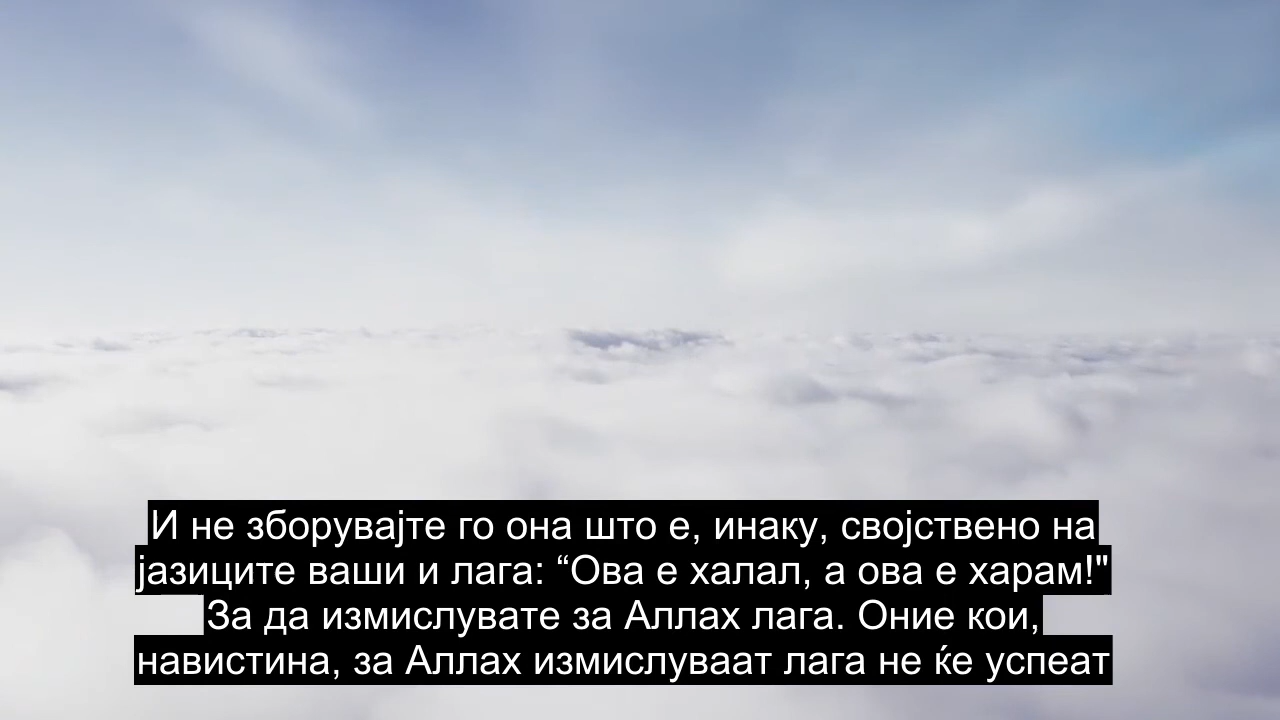 И не зборувајте го она што е, инаку, својствено на
јазиците ваши и лага: “Ова е халал, а ова е харам!"
За да измислувате за Аллах лага. Оние кои,
навистина, за Аллах измислуваат лага не ќе успеат